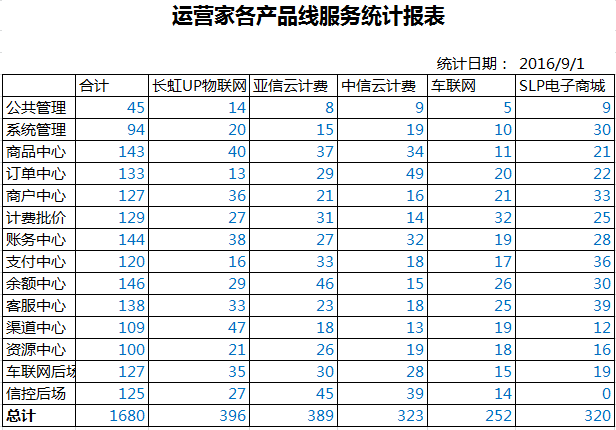 运营家各产品线服务统计报表
统计日期： 2016/9/1
合计 长虹UP物联网 亚信云计费 中信云计费 车联网 SLP电子商城
公共管理 45 14 8 9 5 9
系统管理 94 20 15 19 10 30
商品中心 143 40 37 34 11 21
订单中心 133 13 29 49 20 22
商户中心 127 36 21 16 21 33
计费批价 129 27 31 14 32 25
账务中心 144 38 27 32 19 28
支付中心 120 16 33 18 17 36
余额中心 146 29 46 15 26 30
客服中心 138 33 23 18 25 39
渠道中心 109 47 18 13 19 12
资源中心 100 21 26 19 18 16
车联网后场 127 35 30 28 15 19
信控后场 125 27 45 39 14 0
总计 1680 396 389 323 252 320